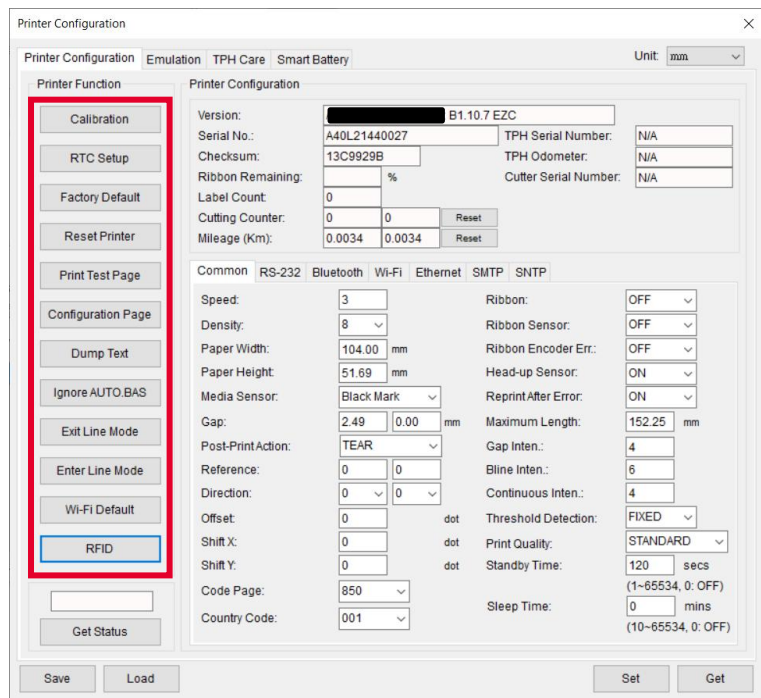 Printer Configuration
Printer Configuration Emulation TPH Care Smart Battery Unit: mm
Printer Function
Calibration
RTC Setup
Factory Default
Reset Printer
Print Test Page
Configuration Page
Dump Text
Ignore AUTO.BAS
Exit Line Mode
Enter Line Mode
Wi-Fi Default
RFID
Get Status
Printer Configuration
Version: B1.10.7 EZC
Serial No.: A40L21440027 TPH Serial Number: N/A
Checksum: 13C9929B TPH Odometer: N/A
Ribbon Remaining: % Cutter Serial Number: N/A
Label Count: 0
Cutting Counter: 0 0 Reset
Mileage (Km): 0.0034 0.0034 Reset
Common RS-232 Bluetooth Wi-Fi Ethernet SMTP SNTP
Speed: 3 Ribbon: OFF
Density: 8 Ribbon Sensor: OFF
Paper Width: 104.00 mm Ribbon Encoder Err.: OFF
Paper Height: 51.69 mm Head-up Sensor: ON
Media Sensor: Black Mark Reprint After Error: ON
Gap: 2.49 0.00 mm Maximum Length: 152.25 mm
Post-Print Action: TEAR Gap Inten.: 4
Reference: 0 0 Bline Inten.: 6
Direction: 0 0 Continuous Inten.: 4
Offset: 0 dot Threshold Detection: FIXED
Shift X: 0 dot Print Quality: STANDARD
Shift Y: 0 dot Standby Time: 120 secs
(1~65534, 0: OFF)
Code Page: 850
Sleep Time: 0 mins
Country Code: 001
(10~65534, 0: OFF)
Save Load Set Get